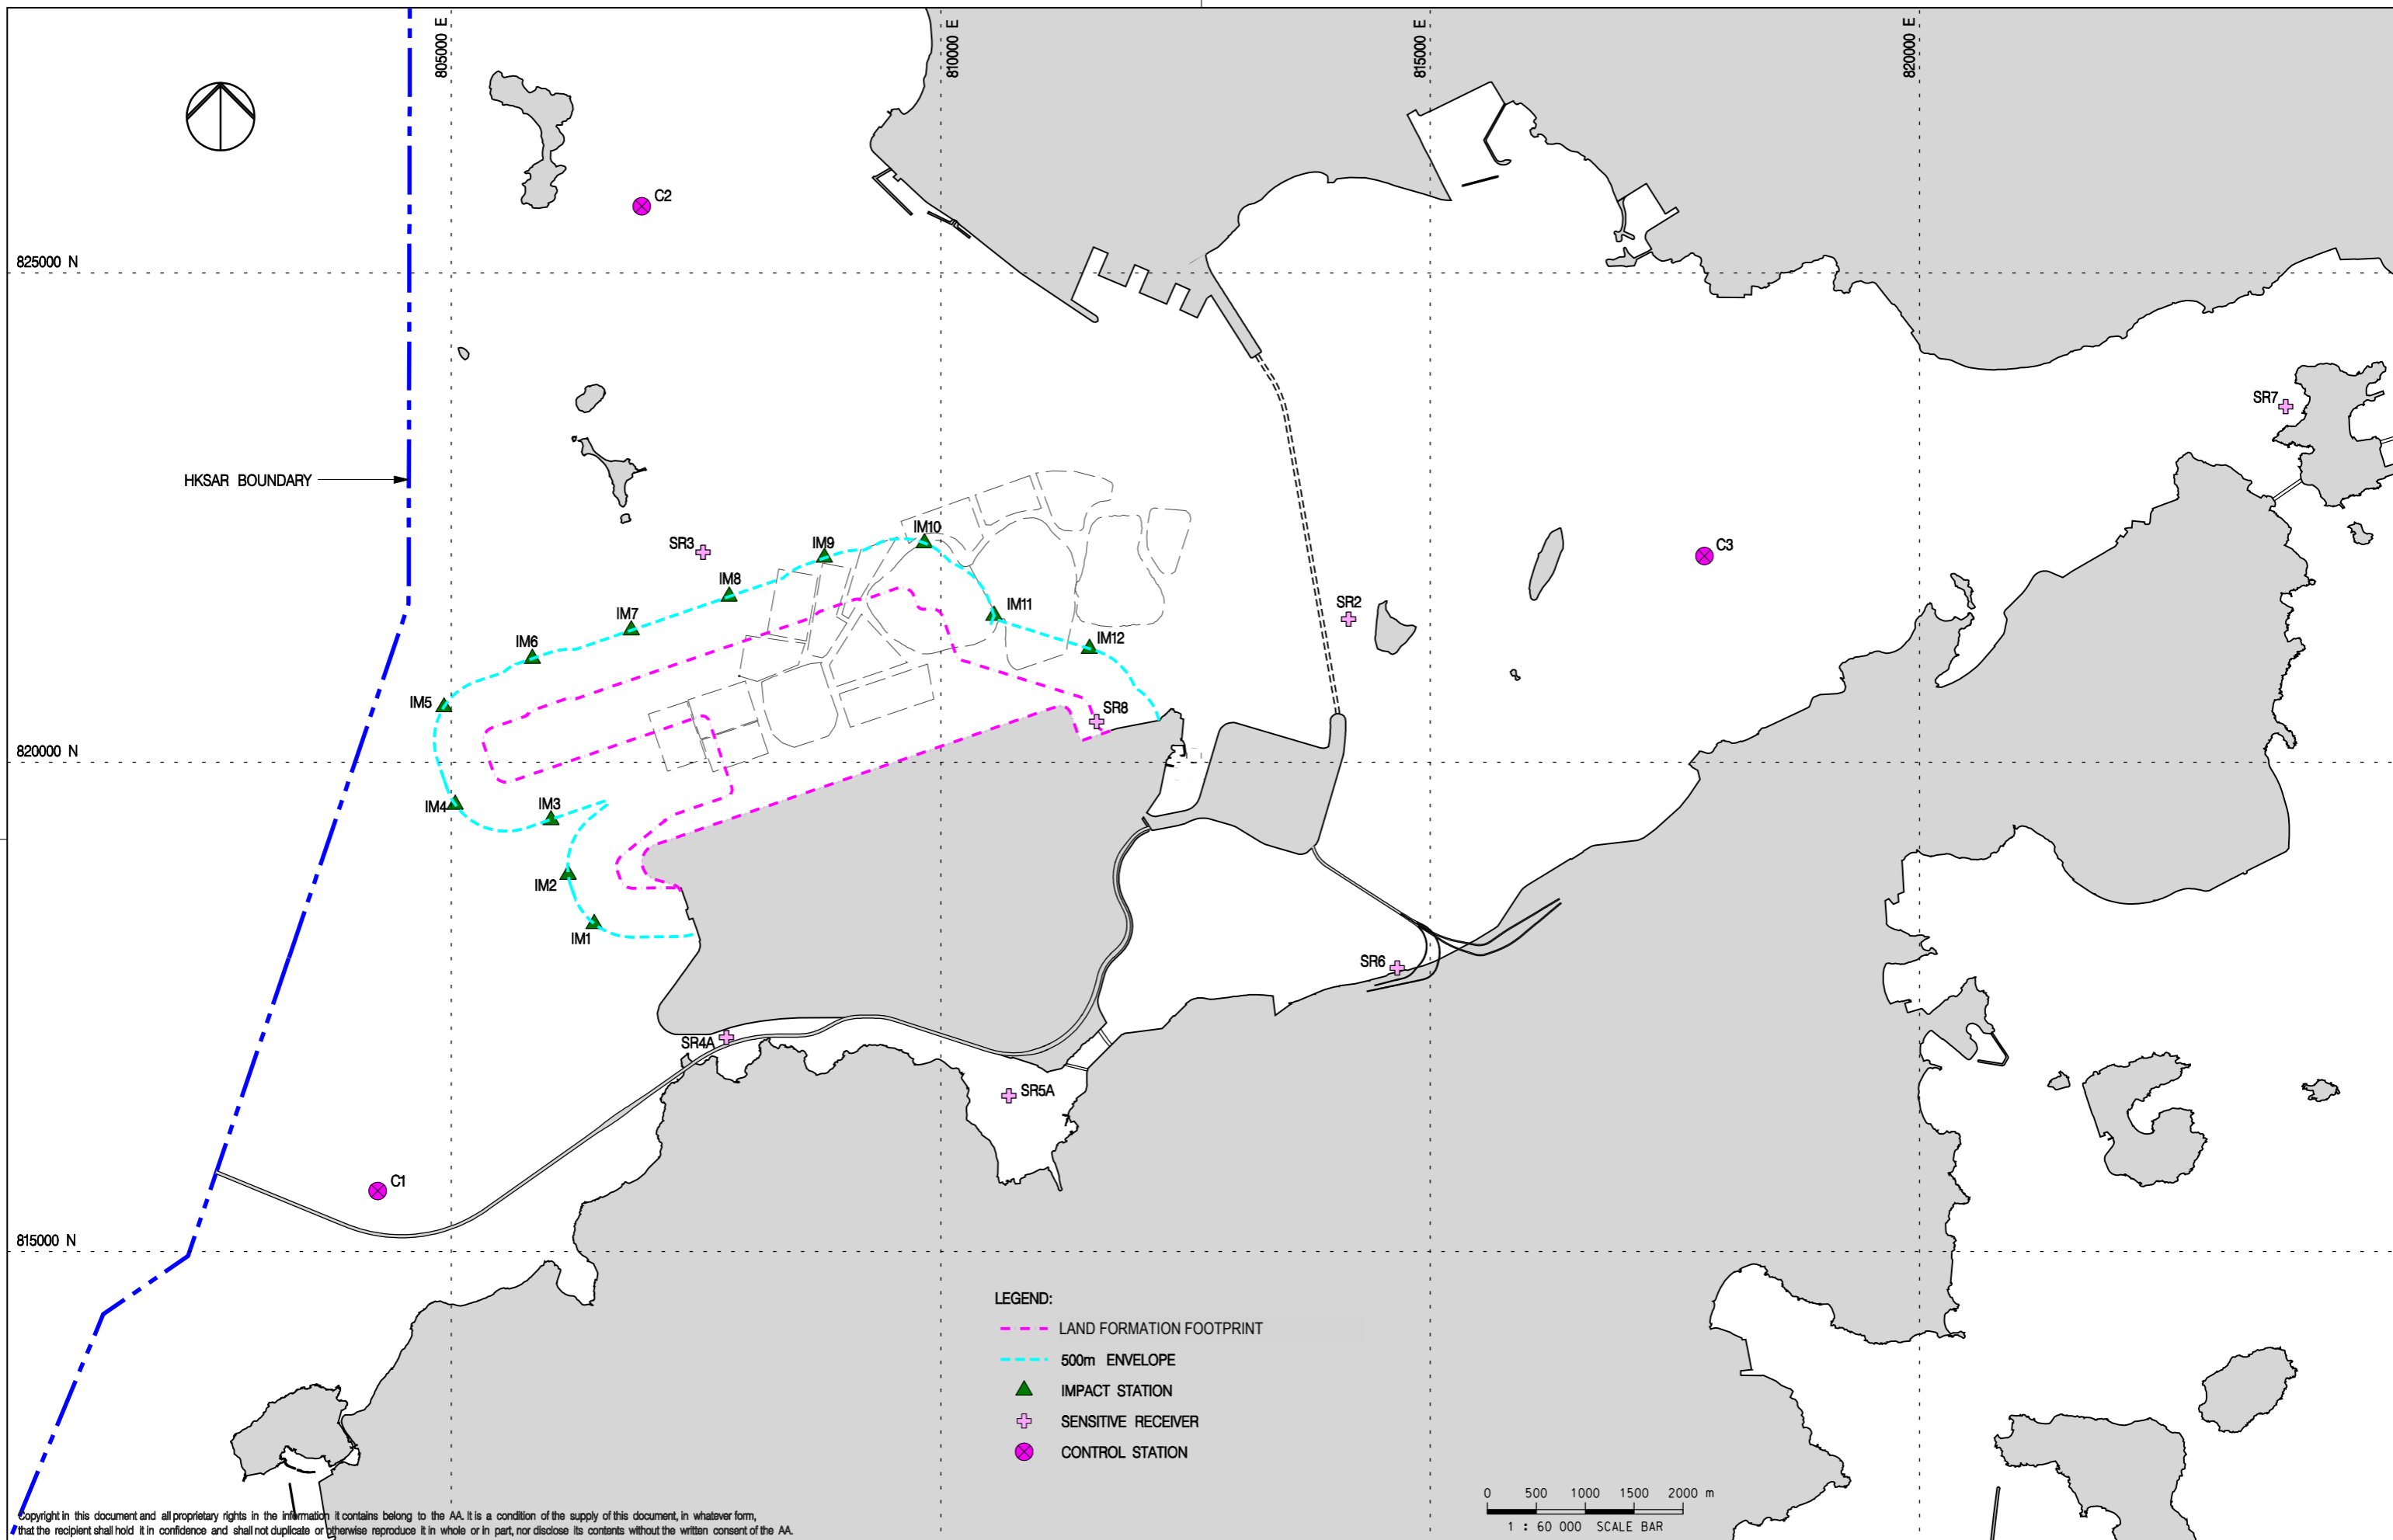 805000 E
810000 E
815000 E
820000 E
C2
825000 N
SR7
HKSAR BOUNDARY
IM10
SR3
IM9
C3
IM8
IM7
SR2
IM11
IM12
IM6
IM5
SR8
820000 N
IM4
IM3
IM2
IM1
SR6
SR4A
SR5A
C1
815000 N
LEGEND:
LAND FORMATION FOOTPRINT
500m ENVELOPE
IMPACT STATION
SENSITIVE RECEIVER
CONTROL STATION
0 500 1000 1500 2000 m
1 : 60 000 SCALE BAR
Copyright in this document and all proprietary rights in the information it contains belong to the AA. It is a condition of the supply of this document, in whatever form,
that the recipient shall hold it in confidence and shall not duplicate or otherwise reproduce it in whole or in part, nor disclose its contents without the written consent of the AA.